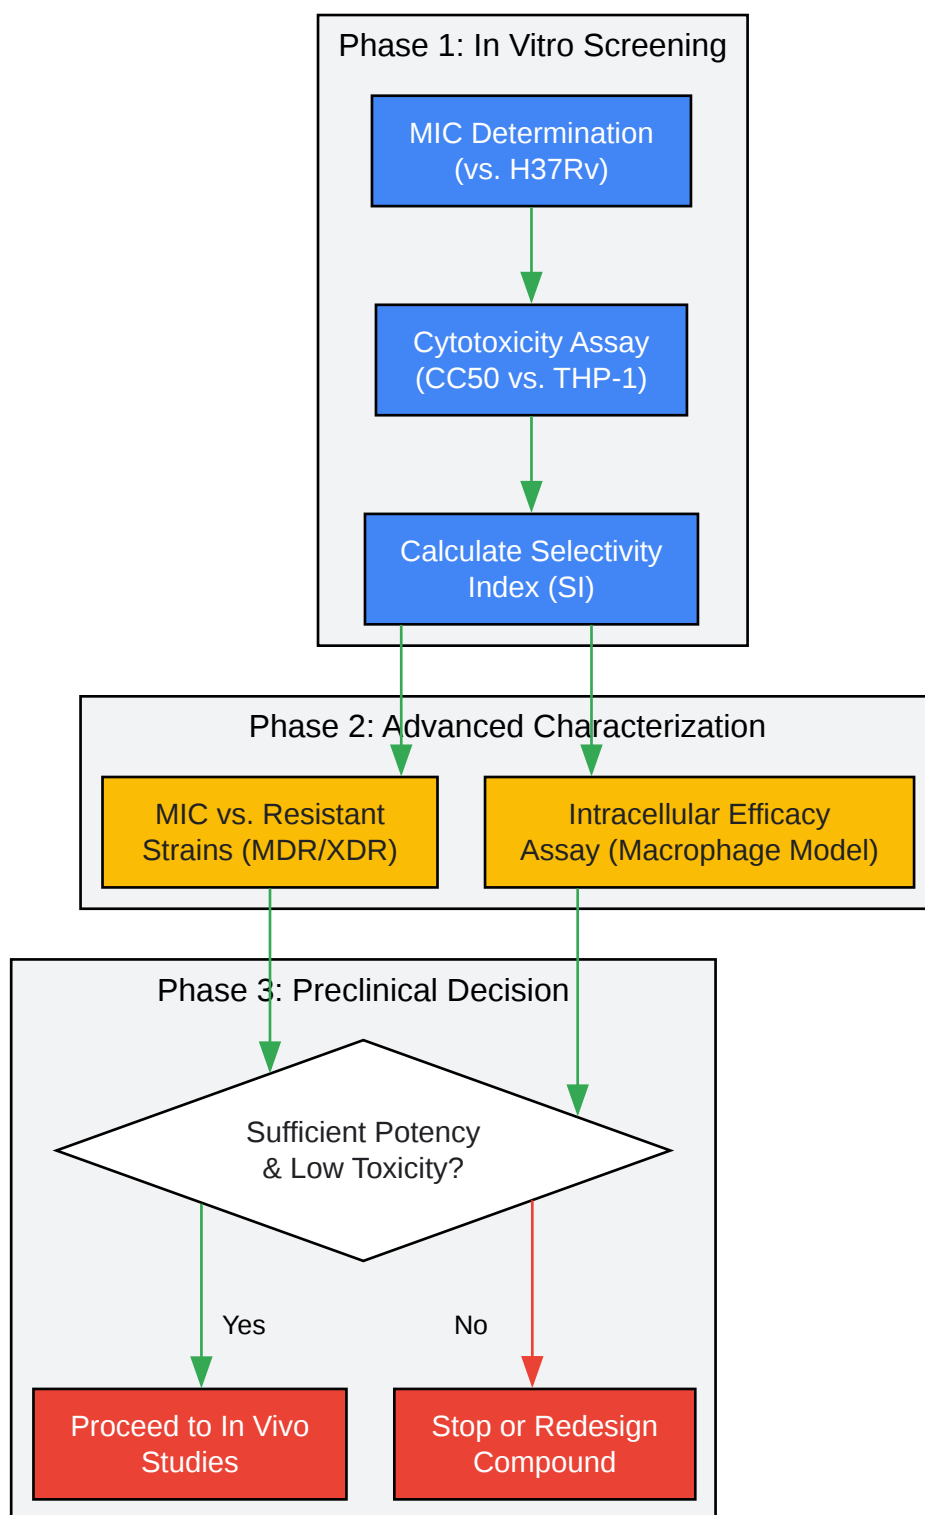 Phase 1: In Vitro Screening
MIC Determination
(vs. H37Rv)
Cytotoxicity Assay
(CC50 vs. THP-1)
Calculate Selectivity
Index (SI)
Phase 2: Advanced Characterization
MIC vs. Resistant
Strains (MDR/XDR)
Intracellular Efficacy
Assay (Macrophage Model)
Phase 3: Preclinical Decision
Sufficient Potency
& Low Toxicity?
Yes
No
Proceed to In Vivo
Studies
Stop or Redesign
Compound